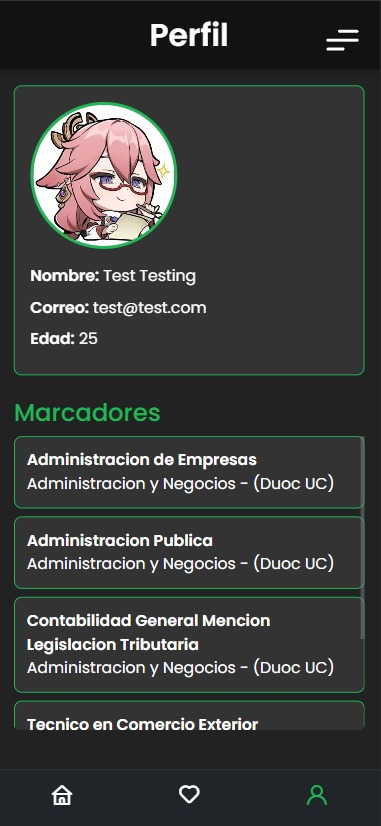 Perfil
Nombre: Test Testing
Correo: test@test.com
Edad: 25
Marcadores
Administracion de Empresas
Administracion y Negocios - (Duoc UC)
Administracion Publica
Administracion y Negocios - (Duoc UC)
Contabilidad General Mencion
Legislacion Tributaria
Administracion y Negocios - (Duoc UC)
Tecnico en Comercio Exterior